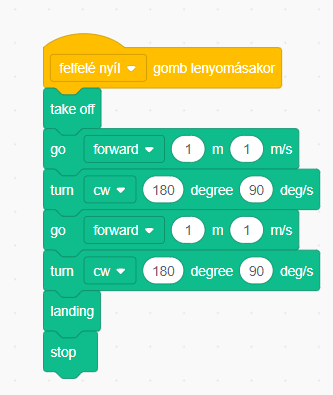 felfelé nyíl gomb lenyomásakor
take off
go forward 1 m 1 m/s
turn cw 180 degree 90 deg/s
go forward 1 m 1 m/s
turn cw 180 degree 90 deg/s
landing
stop